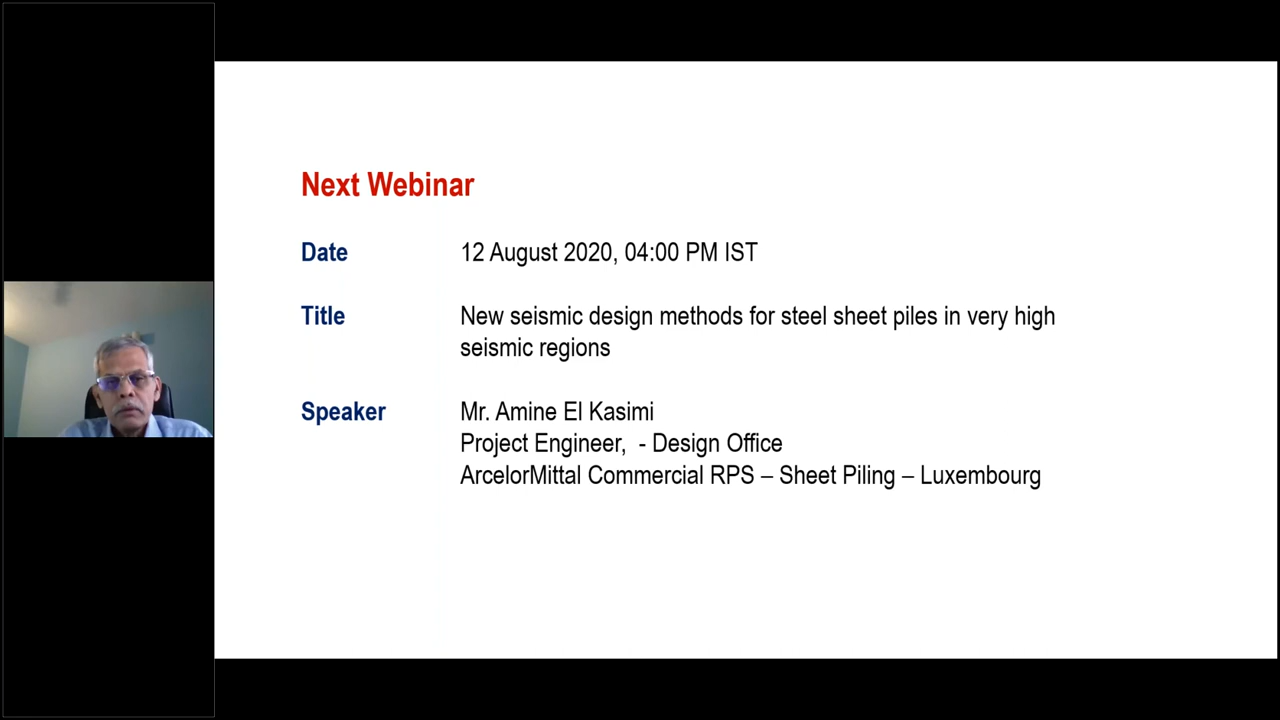 Next Webinar
Date 12 August 2020, 04:00 PM IST
Title New seismic design methods for steel sheet piles in very high
seismic regions
Speaker Mr. Amine El Kasimi
Project Engineer,  - Design Office
ArcelorMittal Commercial RPS – Sheet Piling – Luxembourg